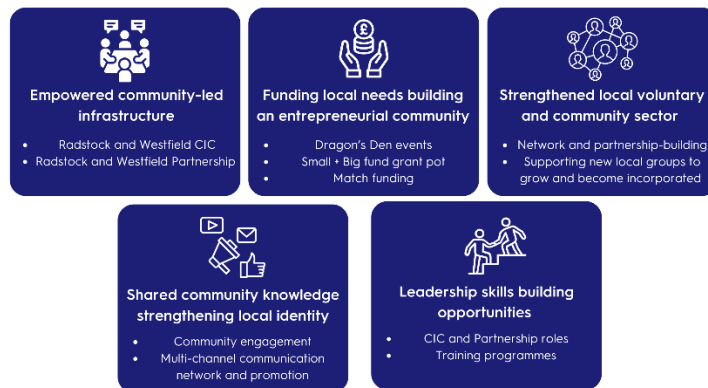 Empowered community-led
infrastructure
• Radstock and Westfield CIC
• Radstock and Westfield Partnership
£
Funding local needs building
an entrepreneurial community
• Dragon's Den events
• Small + Big fund grant pot
• Match funding
Strengthened local voluntary
and community sector
• Network and partnership-building
• Supporting new local groups to
grow and become incorporated
Shared community knowledge
strengthening local identity
• Community engagement
• Multi-channel communication
network and promotion
Leadership skills building
opportunities
• CIC and Partnership roles
• Training programmes